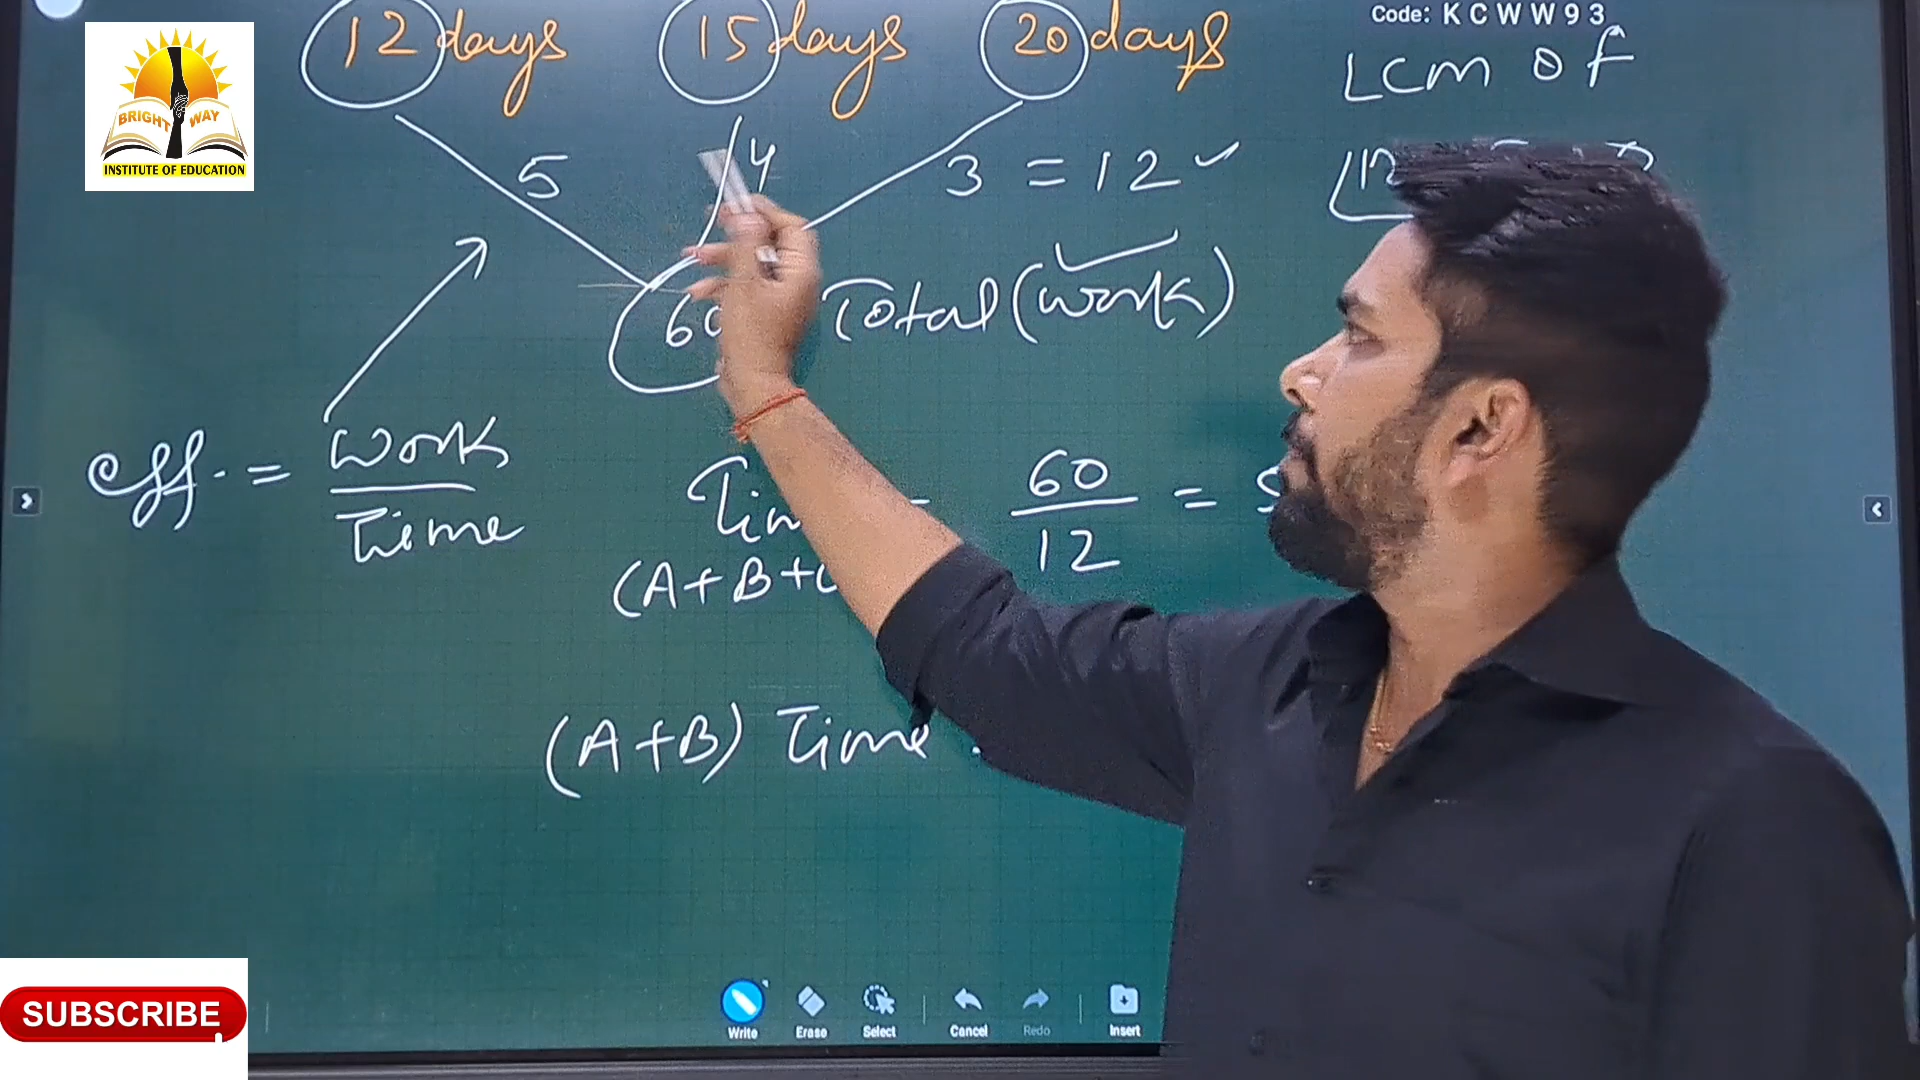 12 days 15 days 20 days
Code: KCWW93
LCM of
BRIGHT WAY
INSTITUTE OF EDUCATION
5 4 3 = 12 ✓
60 Total (work)
eff. = Work / Time
60 / 12 =
(A+B+
(A+B) Time
SUBSCRIBE
Write Erase Select Cancel Redo Insert